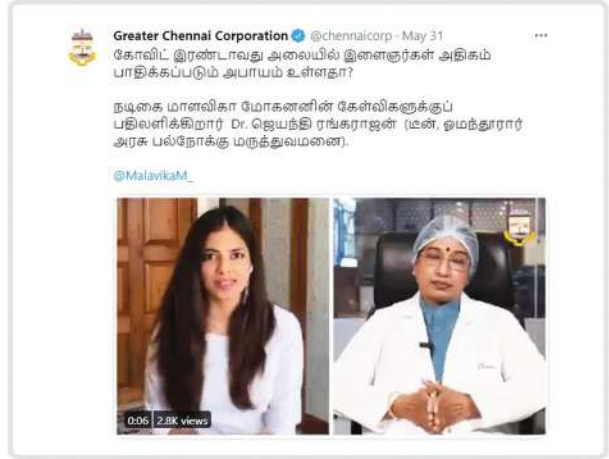 Greater Chennai Corporation @chennaicorp · May 31
கோவிட் இரண்டாவது அலையில் இளைஞர்கள் அதிகம்
பாதிக்கப்படும் அபாயம் உள்ளதா?
நடிகை மாளவிகா மோகனனின் கேள்விகளுக்குப்
பதிலளிக்கிறார் Dr. ஜெயந்தி ரங்கராஜன் (டீன், ஓமந்தூரார்
அரசு பல்நோக்கு மருத்துவமனை).
@MalavikaM_
0:06 2.8K views